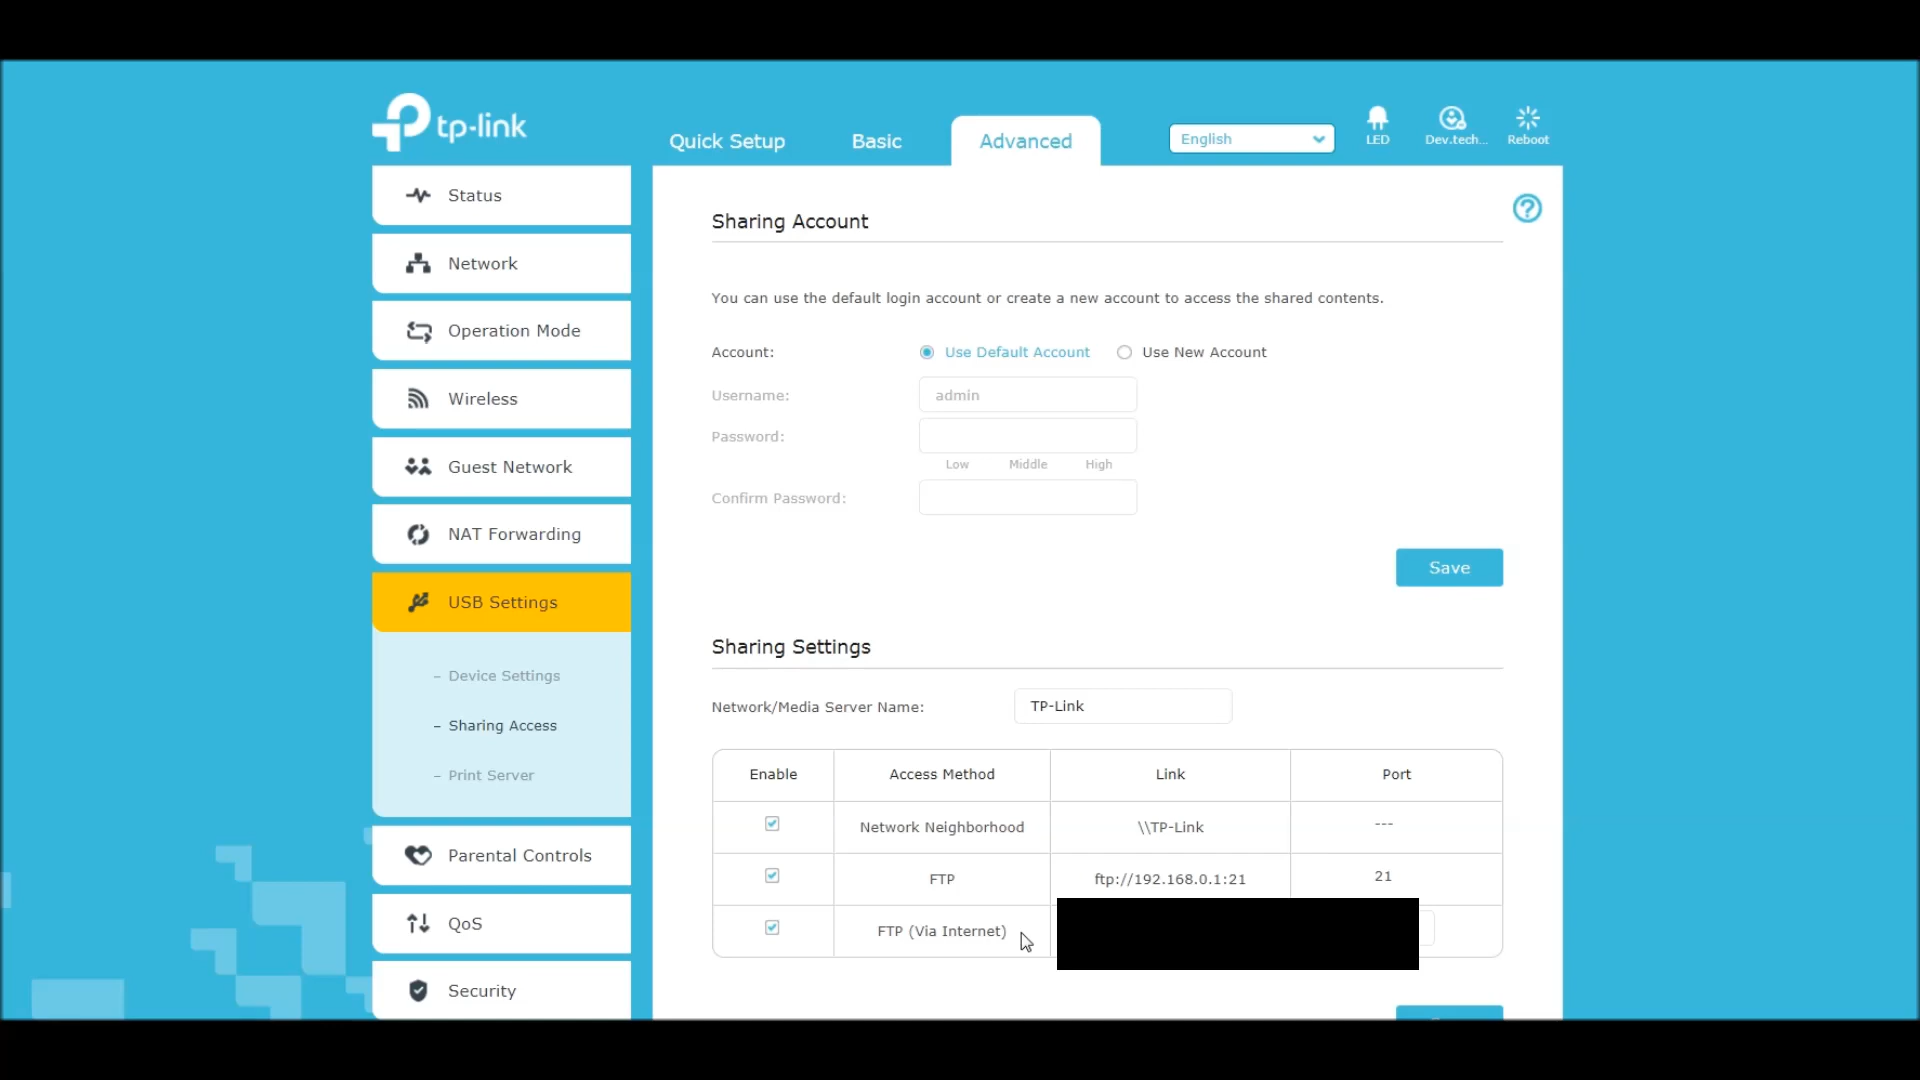 tp-link
Quick Setup
Basic
Advanced
English
LED
Dev.tech...
Reboot
Status
Network
Operation Mode
Wireless
Guest Network
NAT Forwarding
USB Settings
– Device Settings
– Sharing Access
– Print Server
Parental Controls
QoS
Security
Sharing Account
?
You can use the default login account or create a new account to access the shared contents.
Account: Use Default Account Use New Account
Username: admin
Password:
Low Middle High
Confirm Password:
Save
Sharing Settings
Network/Media Server Name: TP-Link
Enable Access Method Link Port
Network Neighborhood \\TP-Link ---
FTP ftp://192.168.0.1:21 21
FTP (Via Internet)